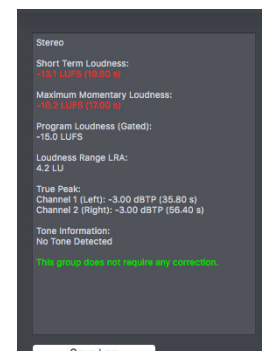 Stereo
Short Term Loudness:
-13.1 LUFS (19.60 s)
Maximum Momentary Loudness:
-10.2 LUFS (17.00 s)
Program Loudness (Gated):
-15.0 LUFS
Loudness Range LRA:
4.2 LU
True Peak:
Channel 1 (Left): -3.00 dBTP (35.80 s)
Channel 2 (Right): -3.00 dBTP (56.40 s)
Tone Information:
No Tone Detected
This group does not require any correction.